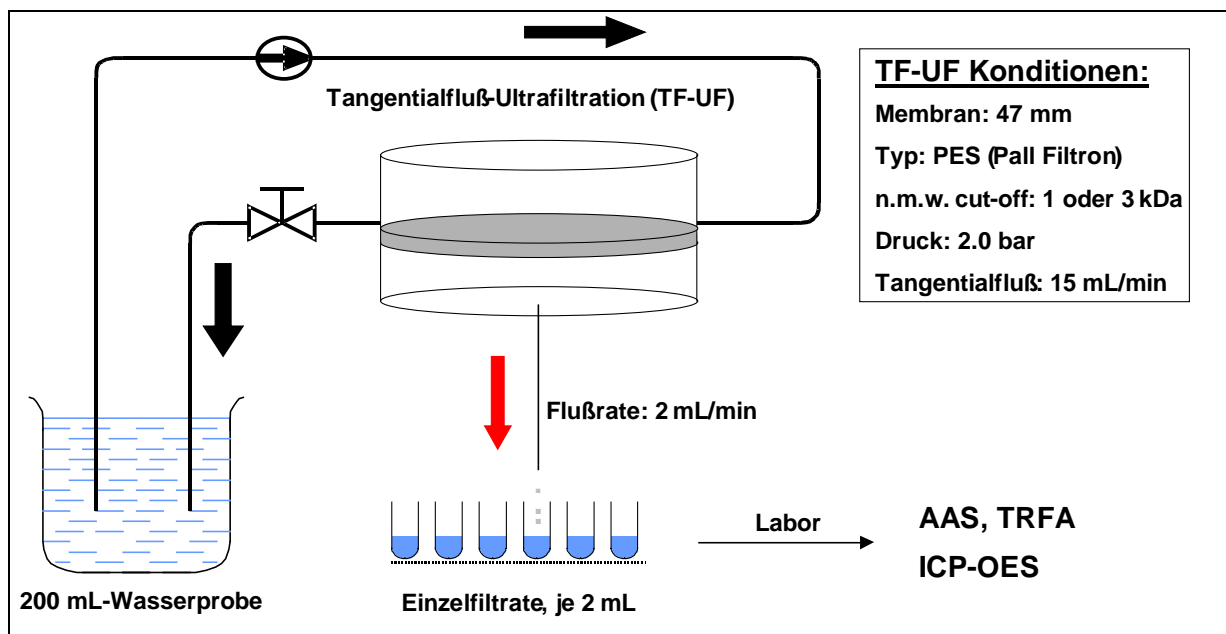 Tangentialfluß-Ultrafiltration (TF-UF)
TF-UF Konditionen:
Membran: 47 mm
Typ: PES (Pall Filtron)
n.m.w. cut-off: 1 oder 3 kDa
Druck: 2.0 bar
Tangentialfluß: 15 mL/min
Flußrate: 2 mL/min
200 mL-Wasserprobe
Einzelfiltrate, je 2 mL
Labor
AAS, TRFA
ICP-OES